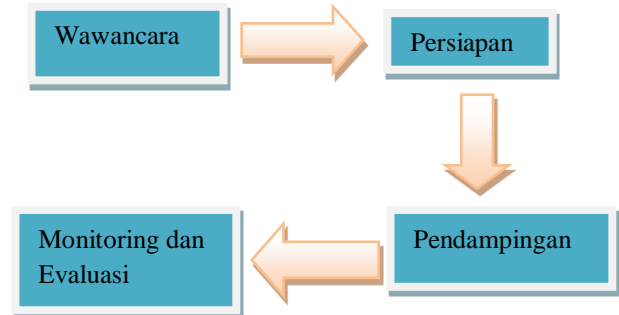 Wawancara
Persiapan
Pendampingan
Monitoring dan
Evaluasi